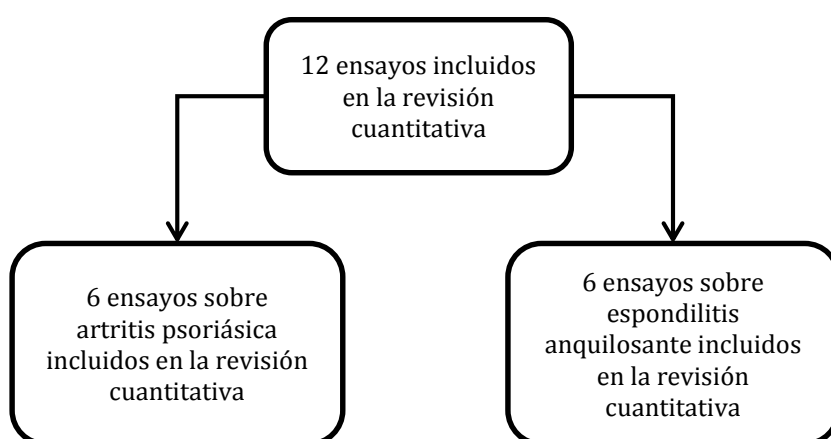 12 ensayos incluidos
en la revisión
cuantitativa
6 ensayos sobre
artritis psoriásica
incluidos en la revisión
cuantitativa
6 ensayos sobre
espondilitis
anquilosante incluidos
en la revisión
cuantitativa